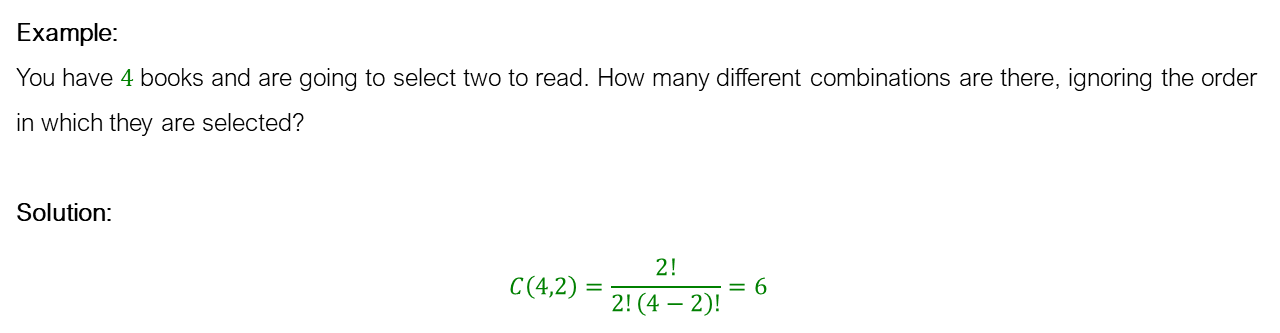 Example:
You have 4 books and are going to select two to read. How many different combinations are there, ignoring the order
in which they are selected?
Solution:
C(4,2) = 2! / 2! (4 − 2)! = 6